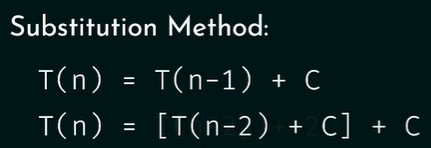 Substitution Method:
T(n) = T(n-1) + C
T(n) = [T(n-2) + C] + C